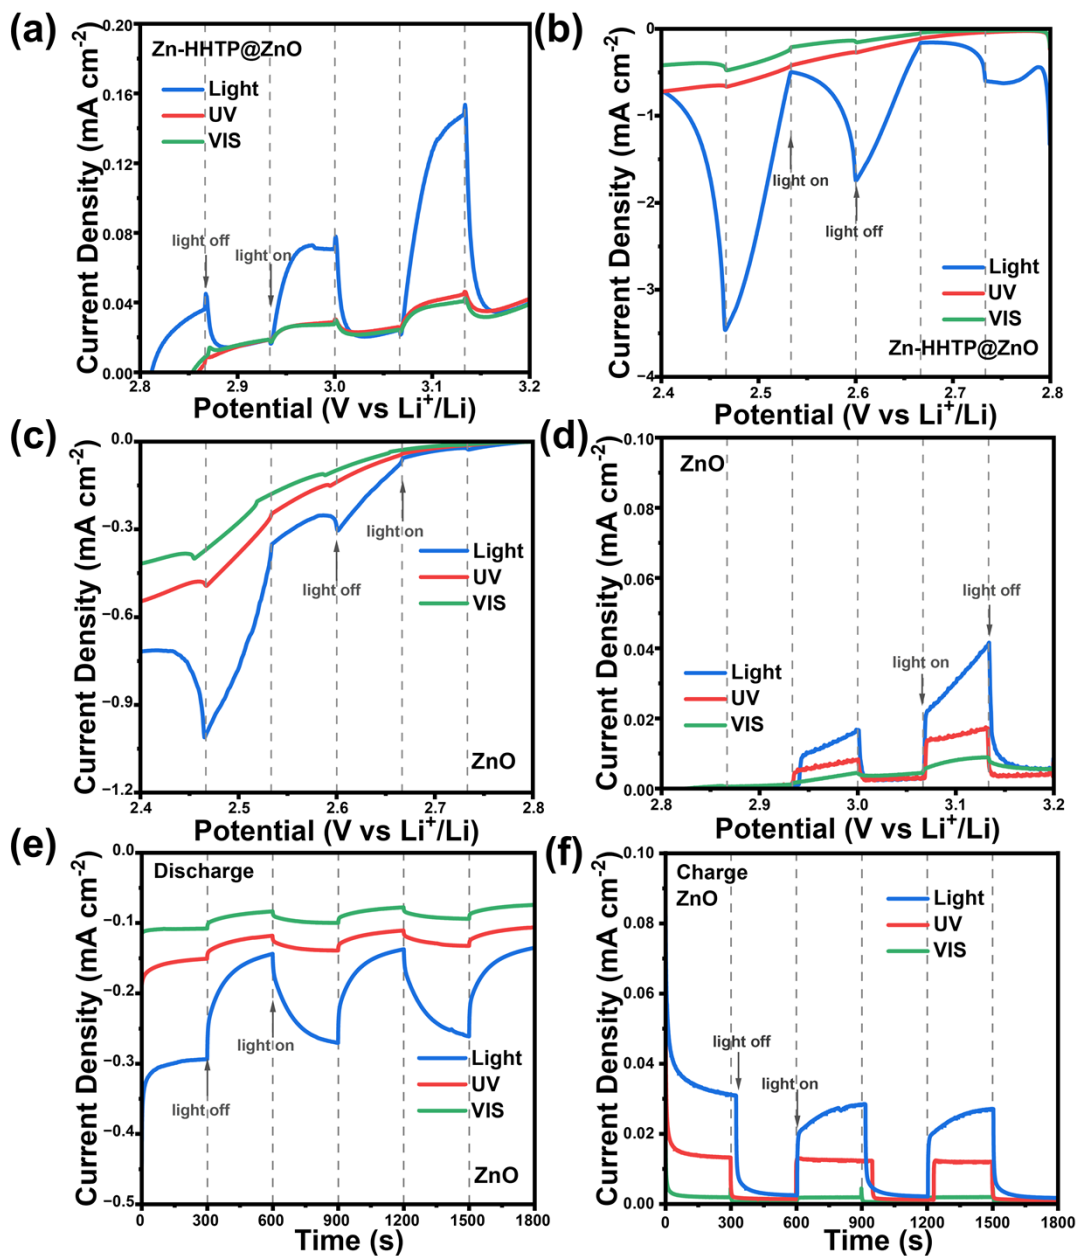 (a)
Current Density (mA cm⁻²)
0.20
0.16
0.12
0.08
0.04
0.00
Zn-HHTP@ZnO
Light
UV
VIS
light off
light on
2.8 2.9 3.0 3.1 3.2
Potential (V vs Li⁺/Li)
(b)
Current Density (mA cm⁻²)
0
−1
−2
−3
−4
light on
light off
Light
UV
VIS
Zn-HHTP@ZnO
2.4 2.5 2.6 2.7 2.8
Potential (V vs Li⁺/Li)
(c)
Current Density (mA cm⁻²)
0.0
−0.3
−0.6
−0.9
−1.2
light on
light off
Light
UV
VIS
ZnO
2.4 2.5 2.6 2.7 2.8
Potential (V vs Li⁺/Li)
(d)
Current Density (mA cm⁻²)
0.10
0.08
0.06
0.04
0.02
0.00
ZnO
light off
light on
Light
UV
VIS
2.8 2.9 3.0 3.1 3.2
Potential (V vs Li⁺/Li)
(e)
Current Density (mA cm⁻²)
0.0
−0.1
−0.2
−0.3
−0.4
−0.5
Discharge
light on
light off
Light
UV
VIS
ZnO
0 300 600 900 1200 1500 1800
Time (s)
(f)
Current Density (mA cm⁻²)
0.10
0.08
0.06
0.04
0.02
0.00
Charge
ZnO
Light
UV
VIS
light off
light on
0 300 600 900 1200 1500 1800
Time (s)